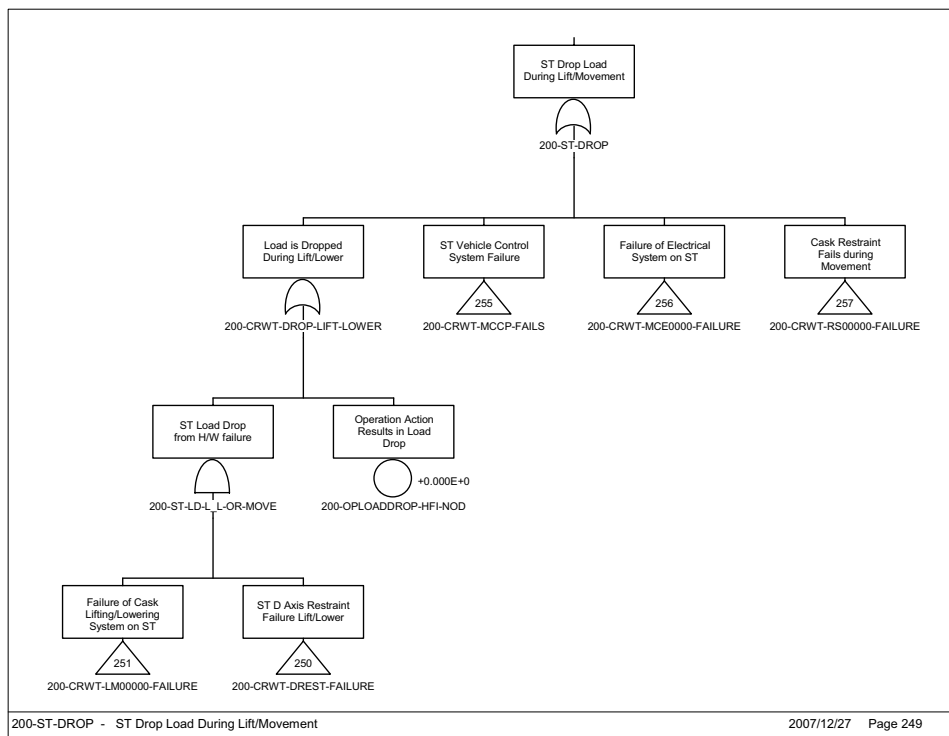 ST Drop Load
During Lift/Movement
200-ST-DROP
Load is Dropped
During Lift/Lower
200-CRWT-DROP-LIFT-LOWER
ST Vehicle Control
System Failure
255
200-CRWT-MCCP-FAILS
Failure of Electrical
System on ST
256
200-CRWT-MCE0000-FAILURE
Cask Restraint
Fails during
Movement
257
200-CRWT-RS00000-FAILURE
ST Load Drop
from H/W failure
200-ST-LD-L_L-OR-MOVE
Operation Action
Results in Load
Drop
+0.000E+0
200-OPLOADDROP-HFI-NOD
Failure of Cask
Lifting/Lowering
System on ST
251
200-CRWT-LM00000-FAILURE
ST D Axis Restraint
Failure Lift/Lower
250
200-CRWT-DREST-FAILURE
200-ST-DROP - ST Drop Load During Lift/Movement
2007/12/27 Page 249